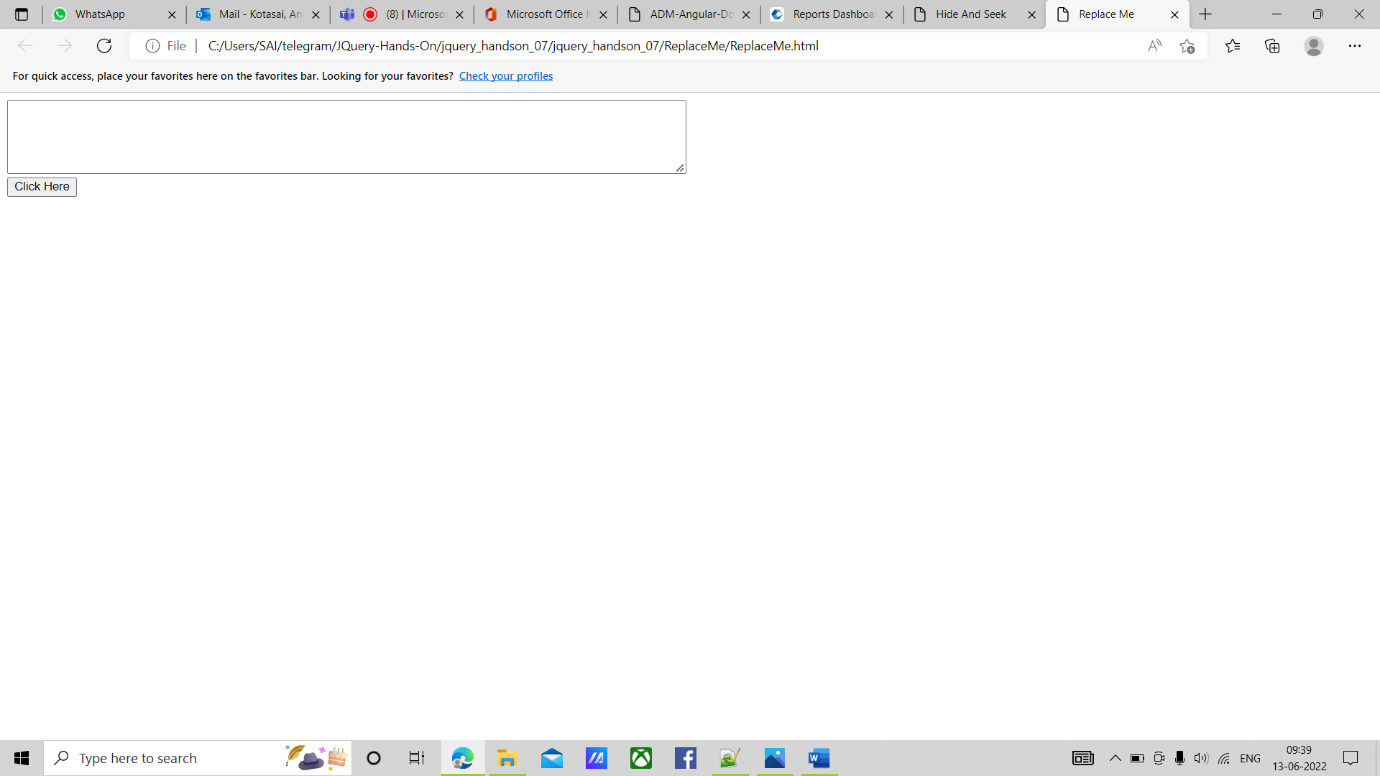 WhatsApp
Mail - Kotasai, An
(8) | Microso
Microsoft Office H
ADM-Angular-Do
Reports Dashboa
Hide And Seek
Replace Me
File
C:/Users/SAI/telegram/JQuery-Hands-On/jquery_handson_07/jquery_handson_07/ReplaceMe/ReplaceMe.html
For quick access, place your favorites here on the favorites bar. Looking for your favorites? Check your profiles
Click Here
Type here to search
ENG
09:39
13-06-2022